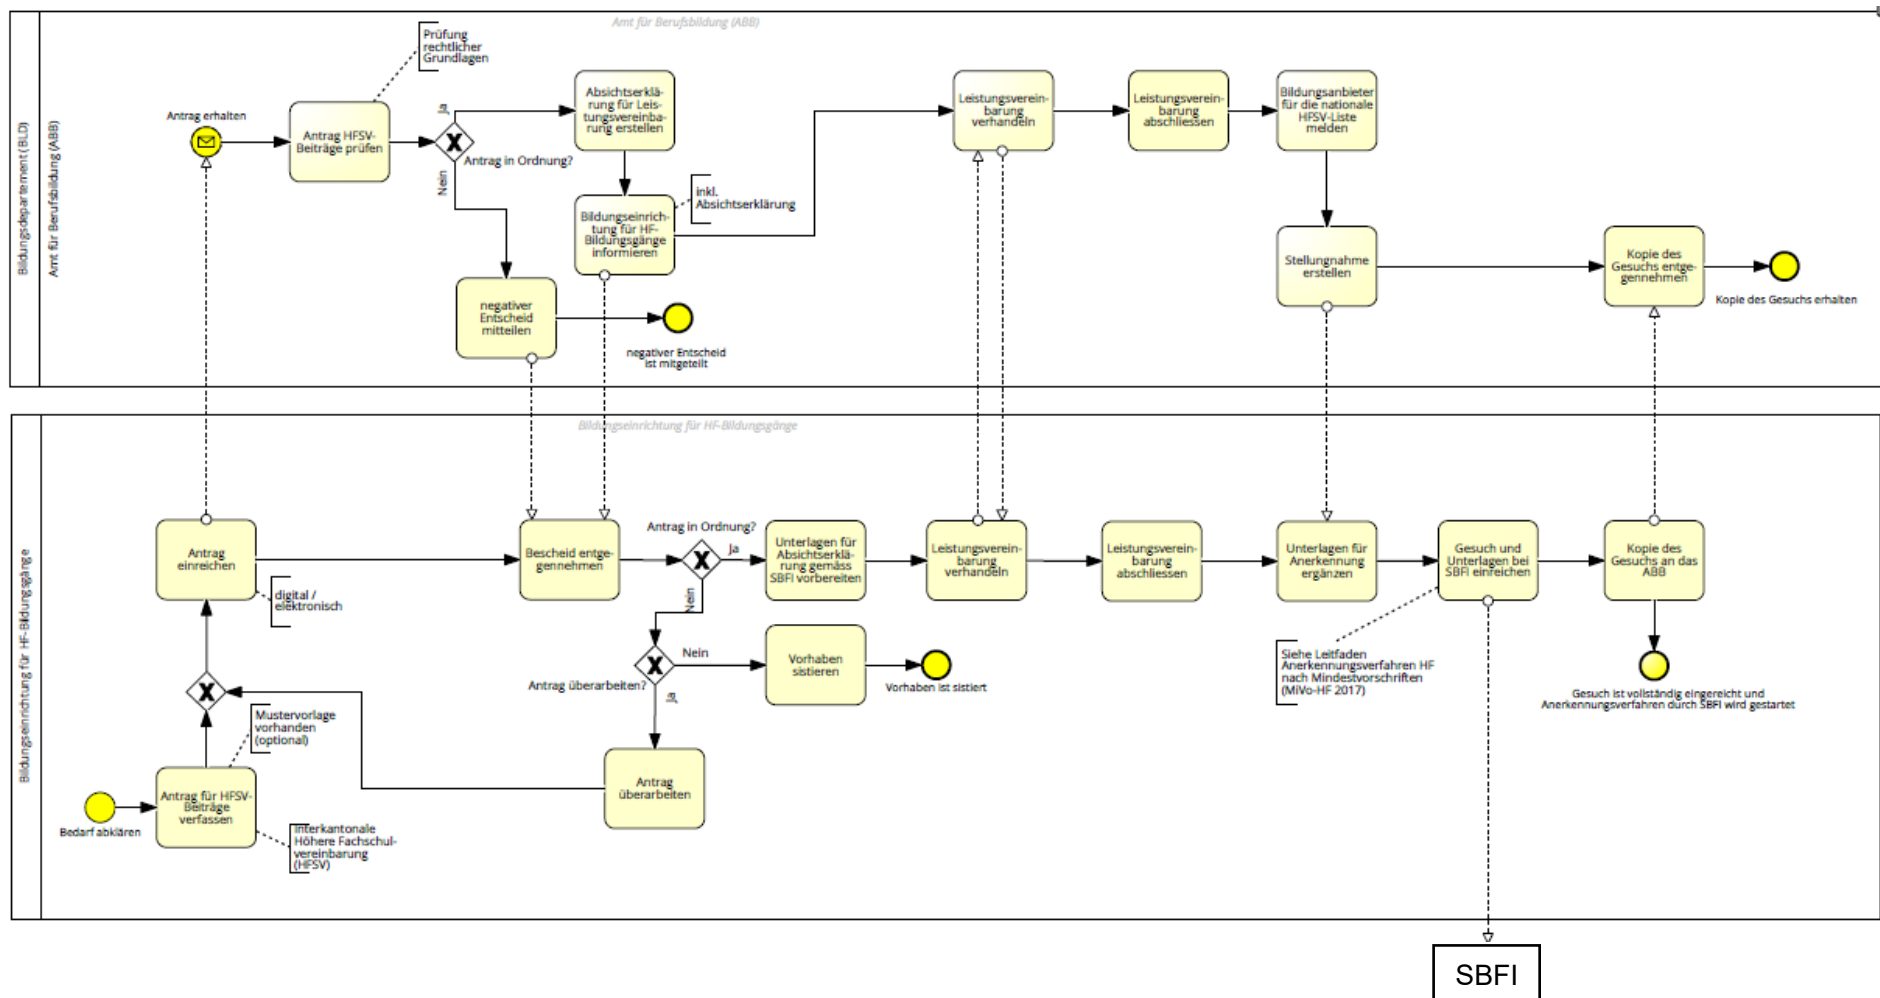 Amt für Berufsbildung (ABB)
Bildungsdepartement (BLD)
Amt für Berufsbildung (ABB)
Prüfung
rechtlicher
Grundlagen
Antrag erhalten
Antrag HFSV-
Beiträge prüfen
Ja
Antrag in Ordnung?
Nein
Absichtserklä-
rung für Leis-
tungsvereinba-
rung erstellen
inkl.
Absichtserklärung
Bildungseinrich-
tung für HF-
Bildungsgänge
informieren
negativer
Entscheid
mitteilen
negativer Entscheid
ist mitgeteilt
Leistungsverein-
barung
verhandeln
Leistungsverein-
barung
abschliessen
Bildungsanbieter
für die nationale
HFSV-Liste
melden
Stellungnahme
erstellen
Kopie des
Gesuchs entge-
gennehmen
Kopie des Gesuchs erhalten
Bildungseinrichtung für HF-Bildungsgänge
Bildungseinrichtung für HF-Bildungsgänge
Antrag
einreichen
digital /
elektronisch
Bescheid entge-
gennehmen
Antrag in Ordnung?
Ja
Nein
Unterlagen für
Absichtserklä-
rung gemäss
SBFI vorbereiten
Leistungsverein-
barung
verhandeln
Leistungsverein-
barung
abschliessen
Unterlagen für
Anerkennung
ergänzen
Gesuch und
Unterlagen bei
SBFI einreichen
Kopie des
Gesuchs an das
ABB
Antrag überarbeiten?
Nein
Ja
Vorhaben
sistieren
Vorhaben ist sistiert
Siehe Leitfaden
Anerkennungsverfahren HF
nach Mindestvorschriften
(MiVo-HF 2017)
Gesuch ist vollständig eingereicht und
Anerkennungsverfahren durch SBFI wird gestartet
Mustervorlage
vorhanden
(optional)
Bedarf abklären
Antrag für HFSV-
Beiträge
verfassen
Interkantonale
Höhere Fachschul-
vereinbarung
(HFSV)
Antrag
überarbeiten
SBFI